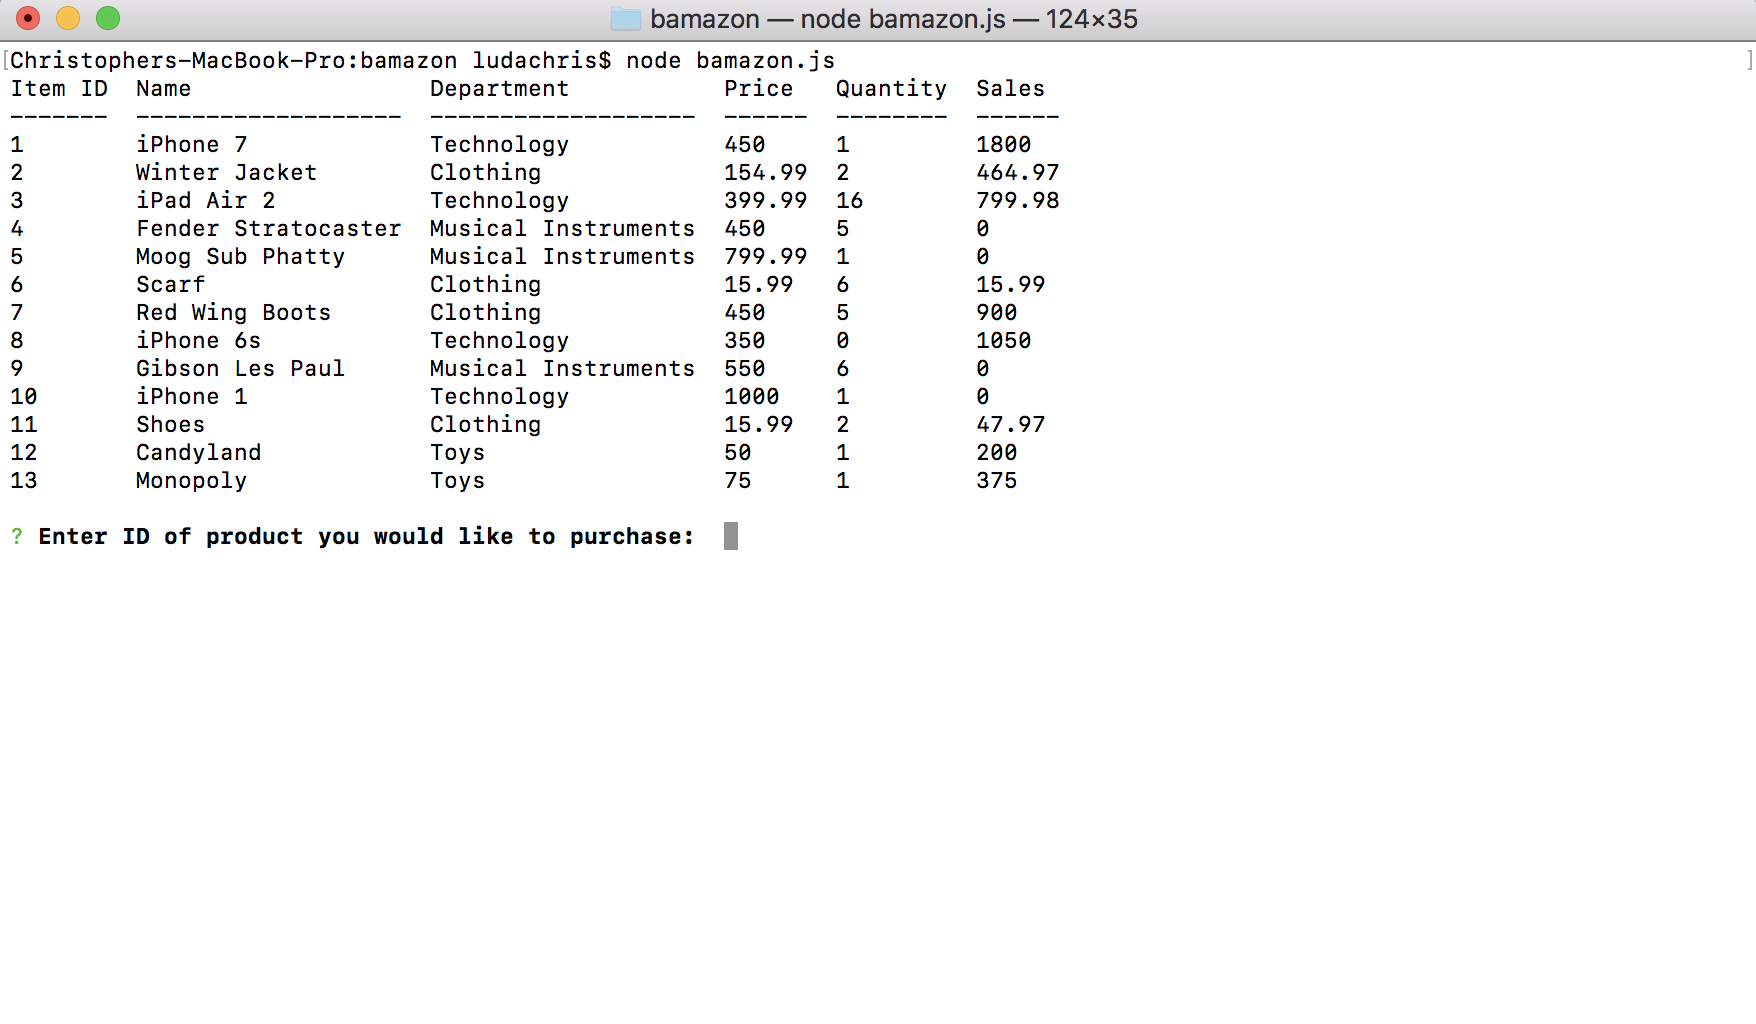 bamazon — node bamazon.js — 124×35
[Christophers-MacBook-Pro:bamazon ludachris$ node bamazon.js ]
Item ID  Name                 Department           Price   Quantity  Sales
-------  -------------------  -------------------  ------  --------  ------
1        iPhone 7             Technology           450     1         1800
2        Winter Jacket        Clothing             154.99  2         464.97
3        iPad Air 2           Technology           399.99  16        799.98
4        Fender Stratocaster  Musical Instruments  450     5         0
5        Moog Sub Phatty      Musical Instruments  799.99  1         0
6        Scarf                Clothing             15.99   6         15.99
7        Red Wing Boots       Clothing             450     5         900
8        iPhone 6s            Technology           350     0         1050
9        Gibson Les Paul      Musical Instruments  550     6         0
10       iPhone 1             Technology           1000    1         0
11       Shoes                Clothing             15.99   2         47.97
12       Candyland            Toys                 50      1         200
13       Monopoly             Toys                 75      1         375
? Enter ID of product you would like to purchase: